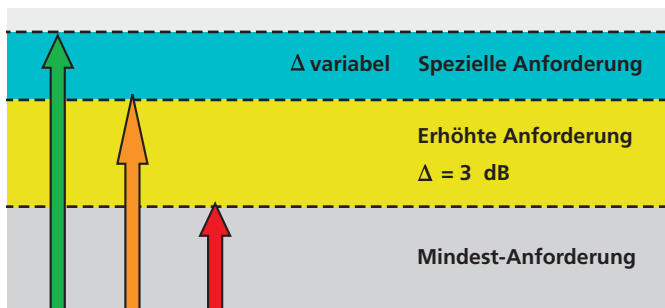 Δ variabel Spezielle Anforderung
Erhöhte Anforderung
Δ = 3 dB
Mindest-Anforderung